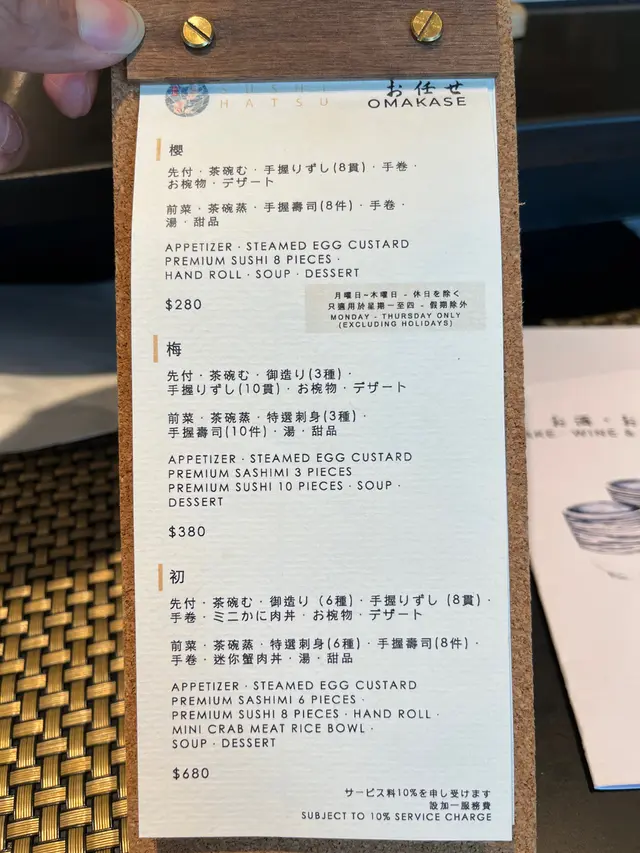 SUSHI
HATSU
お任せ
OMAKASE
櫻
先付・茶碗む・手握りずし(8貫)・手卷・
お椀物・デザート
前菜・茶碗蒸・手握壽司(8件)・手卷・
湯・甜品
APPETIZER · STEAMED EGG CUSTARD
PREMIUM SUSHI 8 PIECES ·
HAND ROLL · SOUP · DESSERT
$280
月曜日~木曜日 - 休日を除く
只適用於星期一至四 - 假期除外
MONDAY - THURSDAY ONLY
(EXCLUDING HOLIDAYS)
梅
先付・茶碗む・御造り(3種)・
手握りずし(10貫)・お椀物・デザート
前菜・茶碗蒸・特選刺身(3種)・
手握壽司(10件)・湯・甜品
APPETIZER · STEAMED EGG CUSTARD
PREMIUM SASHIMI 3 PIECES
PREMIUM SUSHI 10 PIECES · SOUP ·
DESSERT
$380
初
先付・茶碗む・御造り (6種)・手握りずし (8貫)・
手卷・ミニかに肉丼・お椀物・デザート
前菜・茶碗蒸・特選刺身(6種)・手握壽司(8件)・
手卷・迷你蟹肉丼・湯・甜品
APPETIZER · STEAMED EGG CUSTARD
PREMIUM SASHIMI 6 PIECES ·
PREMIUM SUSHI 8 PIECES · HAND ROLL ·
MINI CRAB MEAT RICE BOWL ·
SOUP · DESSERT
$680
サービス料10%を申し受けます
設加一服務費
SUBJECT TO 10% SERVICE CHARGE
WINE &